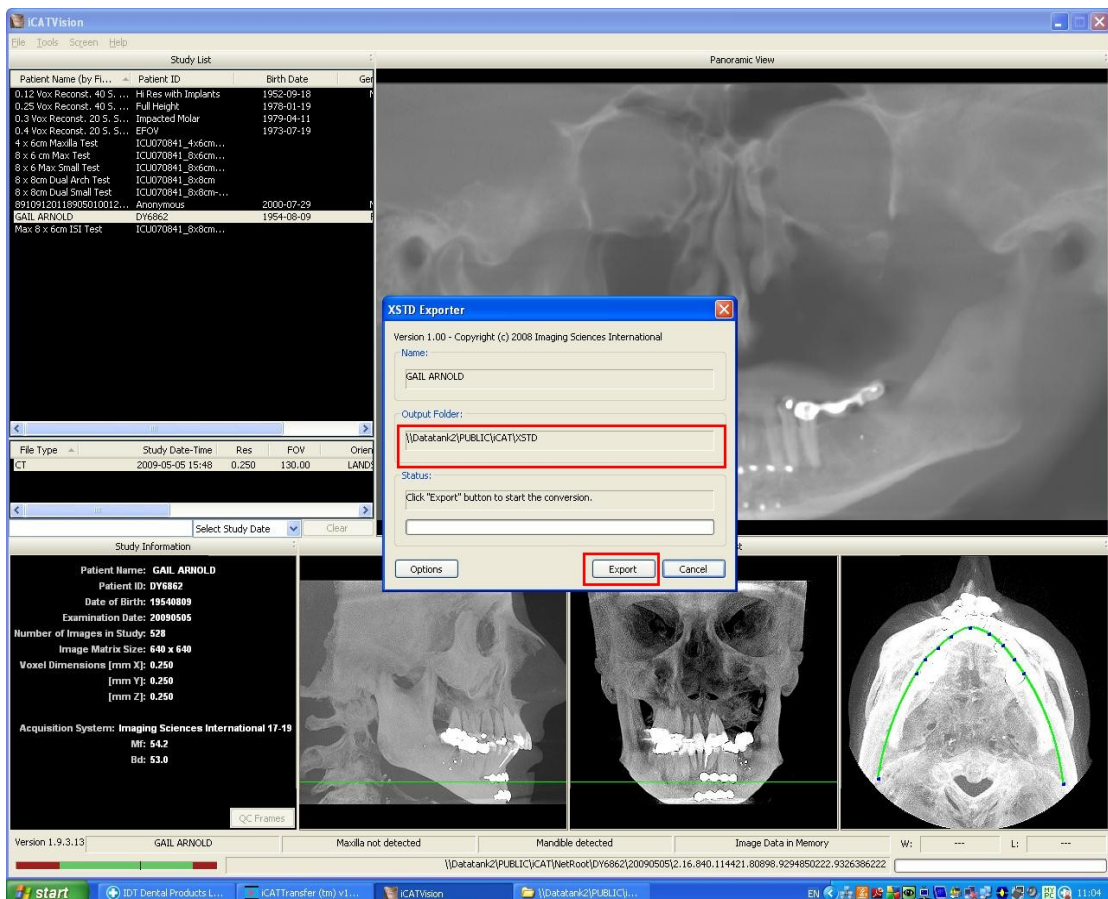 iCATVision
File Tools Screen Help
Study List
Panoramic View
Patient Name (by Fi... Patient ID Birth Date Ger
0.12 Vox Reconst. 40 S. ... Hi Res with Implants 1952-09-18
0.25 Vox Reconst. 40 S. ... Full Height 1978-01-19
0.3 Vox Reconst. 20 S. S... Impacted Molar 1979-04-11
0.4 Vox Reconst. 20 S. S... EFOV 1973-07-19
4 x 6cm Maxilla Test ICU070841_4x6cm...
8 x 6 cm Max Test ICU070841_8x6cm...
8 x 6 Max Small Test ICU070841_8x6cm...
8 x 8cm Dual Arch Test ICU070841_8x8cm
8 x 8cm Dual Small Test ICU070841_8x8cm-...
89109120118905010012... Anonymous 2000-07-29
GAIL ARNOLD DY6862 1954-08-09
Max 8 x 6cm ISI Test ICU070841_8x8cm...
XSTD Exporter
Version 1.00 - Copyright (c) 2008 Imaging Sciences International
Name:
GAIL ARNOLD
Output Folder:
\\Datatank2\PUBLIC\iCAT\XSTD
Status:
Click "Export" button to start the conversion.
Options Export Cancel
File Type Study Date-Time Res FOV Orien
CT 2009-05-05 15:48 0.250 130.00 LANDS
Select Study Date Clear
Study Information
Patient Name: GAIL ARNOLD
Patient ID: DY6862
Date of Birth: 19540809
Examination Date: 20090505
Number of Images in Study: 528
Image Matrix Size: 640 x 640
Voxel Dimensions [mm X]: 0.250
[mm Y]: 0.250
[mm Z]: 0.250
Acquisition System: Imaging Sciences International 17-19
Mf: 54.2
Bd: 53.0
QC Frames
Version 1.9.3.13 GAIL ARNOLD Maxilla not detected Mandible detected Image Data in Memory W: --- L: ---
\\Datatank2\PUBLIC\iCAT\NetRoot\DY6862\20090505\2.16.840.114421.80898.9294850222.9326386222
start IDT Dental Products L... iCATTransfer (tm) v1... iCATVision \\Datatank2\PUBLIC\i... EN 11:04